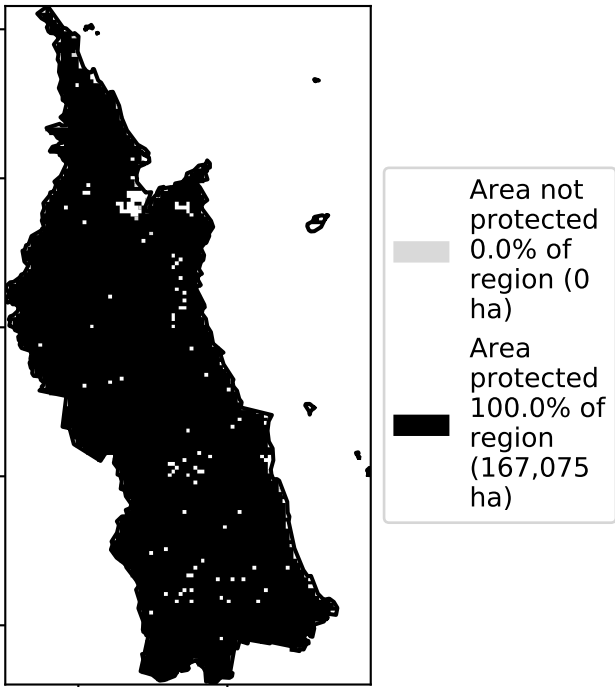 Area not
protected
0.0% of
region (0
ha)
Area
protected
100.0% of
region
(167,075
ha)